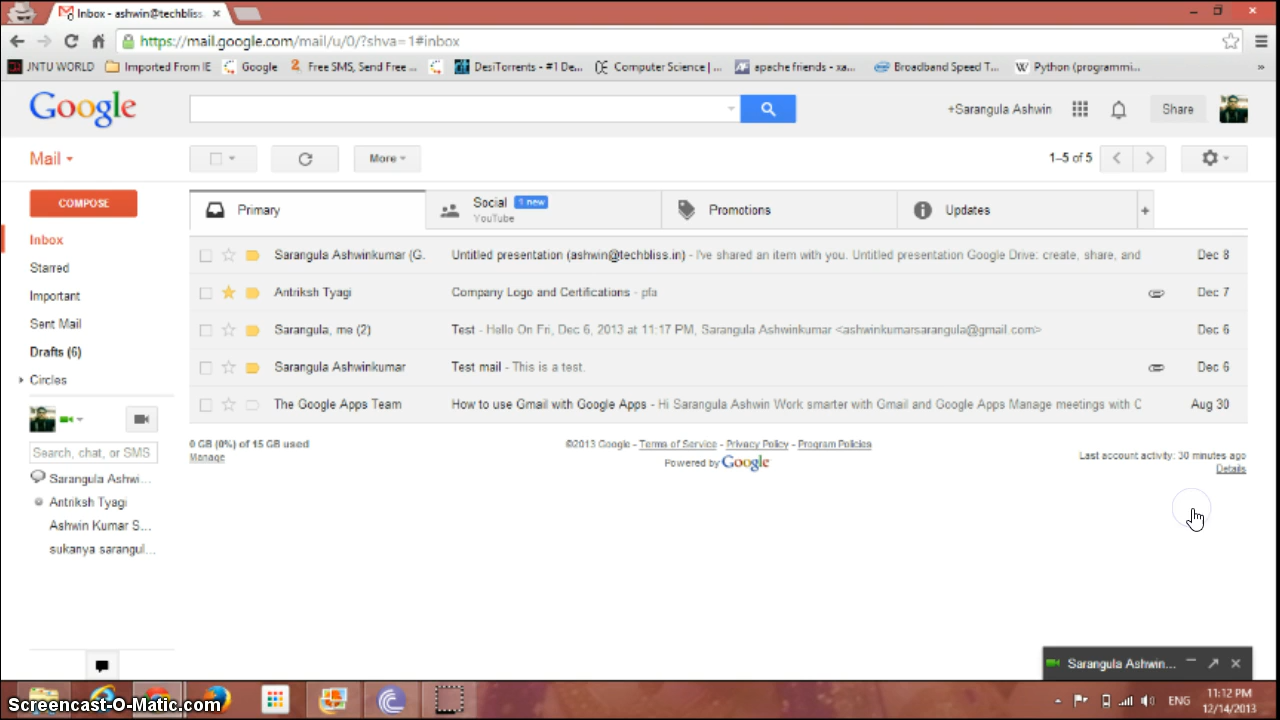 Inbox - ashwin@techbliss.
https://mail.google.com/mail/u/0/?shva=1#inbox
JNTU WORLD Imported From IE Google Free SMS, Send Free ... DesiTorrents - #1 De... Computer Science | ... apache friends - xa... Broadband Speed T... Python (programmi... »
Google +Sarangula Ashwin Share
Mail More 1–5 of 5
COMPOSE
Primary
Social 1 new
YouTube
Promotions
Updates
+
Inbox
Starred
Important
Sent Mail
Drafts (6)
Circles
Sarangula Ashwinkumar (G. Untitled presentation (ashwin@techbliss.in) - I've shared an item with you. Untitled presentation Google Drive: create, share, and Dec 8
Antriksh Tyagi Company Logo and Certifications - pfa Dec 7
Sarangula, me (2) Test - Hello On Fri, Dec 6, 2013 at 11:17 PM, Sarangula Ashwinkumar <ashwinkumarsarangula@gmail.com> Dec 6
Sarangula Ashwinkumar Test mail - This is a test. Dec 6
The Google Apps Team How to use Gmail with Google Apps - Hi Sarangula Ashwin Work smarter with Gmail and Google Apps Manage meetings with C Aug 30
Search, chat, or SMS
Sarangula Ashwi...
Antriksh Tyagi
Ashwin Kumar S...
sukanya sarangul...
0 GB (0%) of 15 GB used
Manage
©2013 Google - Terms of Service - Privacy Policy - Program Policies
Powered by Google
Last account activity: 30 minutes ago
Details
Sarangula Ashwin...
Screencast-O-Matic.com
ENG
11:12 PM
12/14/2013